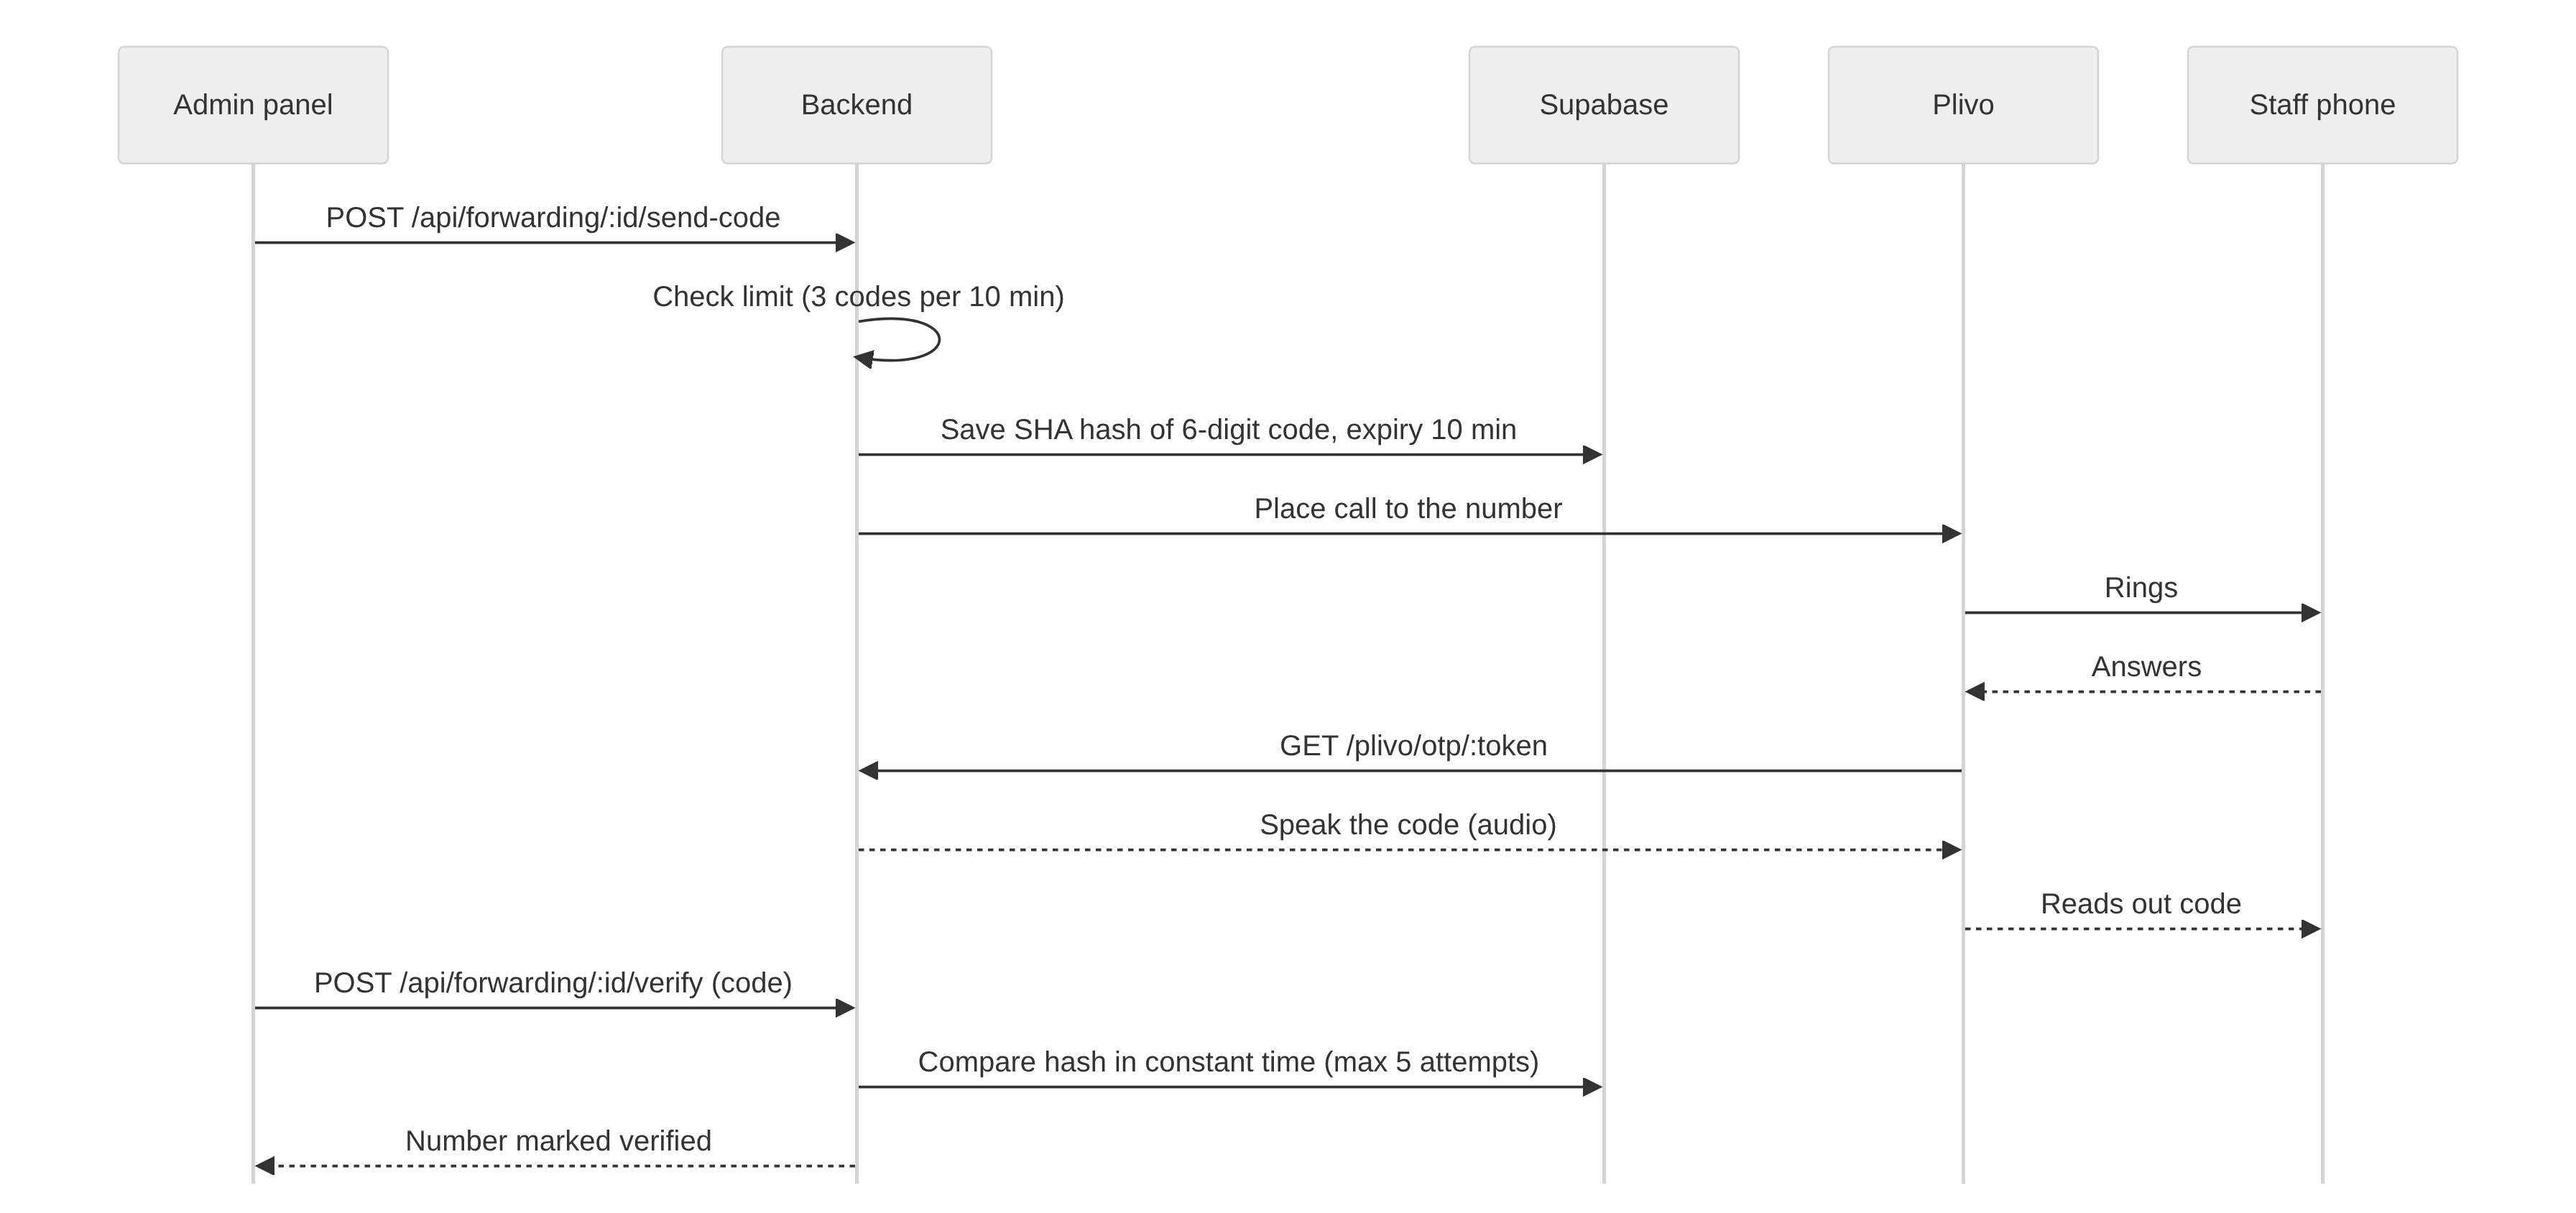 Admin panel
Backend
Supabase
Plivo
Staff phone
POST /api/forwarding/:id/send-code
Check limit (3 codes per 10 min)
Save SHA hash of 6-digit code, expiry 10 min
Place call to the number
Rings
Answers
GET /plivo/otp/:token
Speak the code (audio)
Reads out code
POST /api/forwarding/:id/verify (code)
Compare hash in constant time (max 5 attempts)
Number marked verified